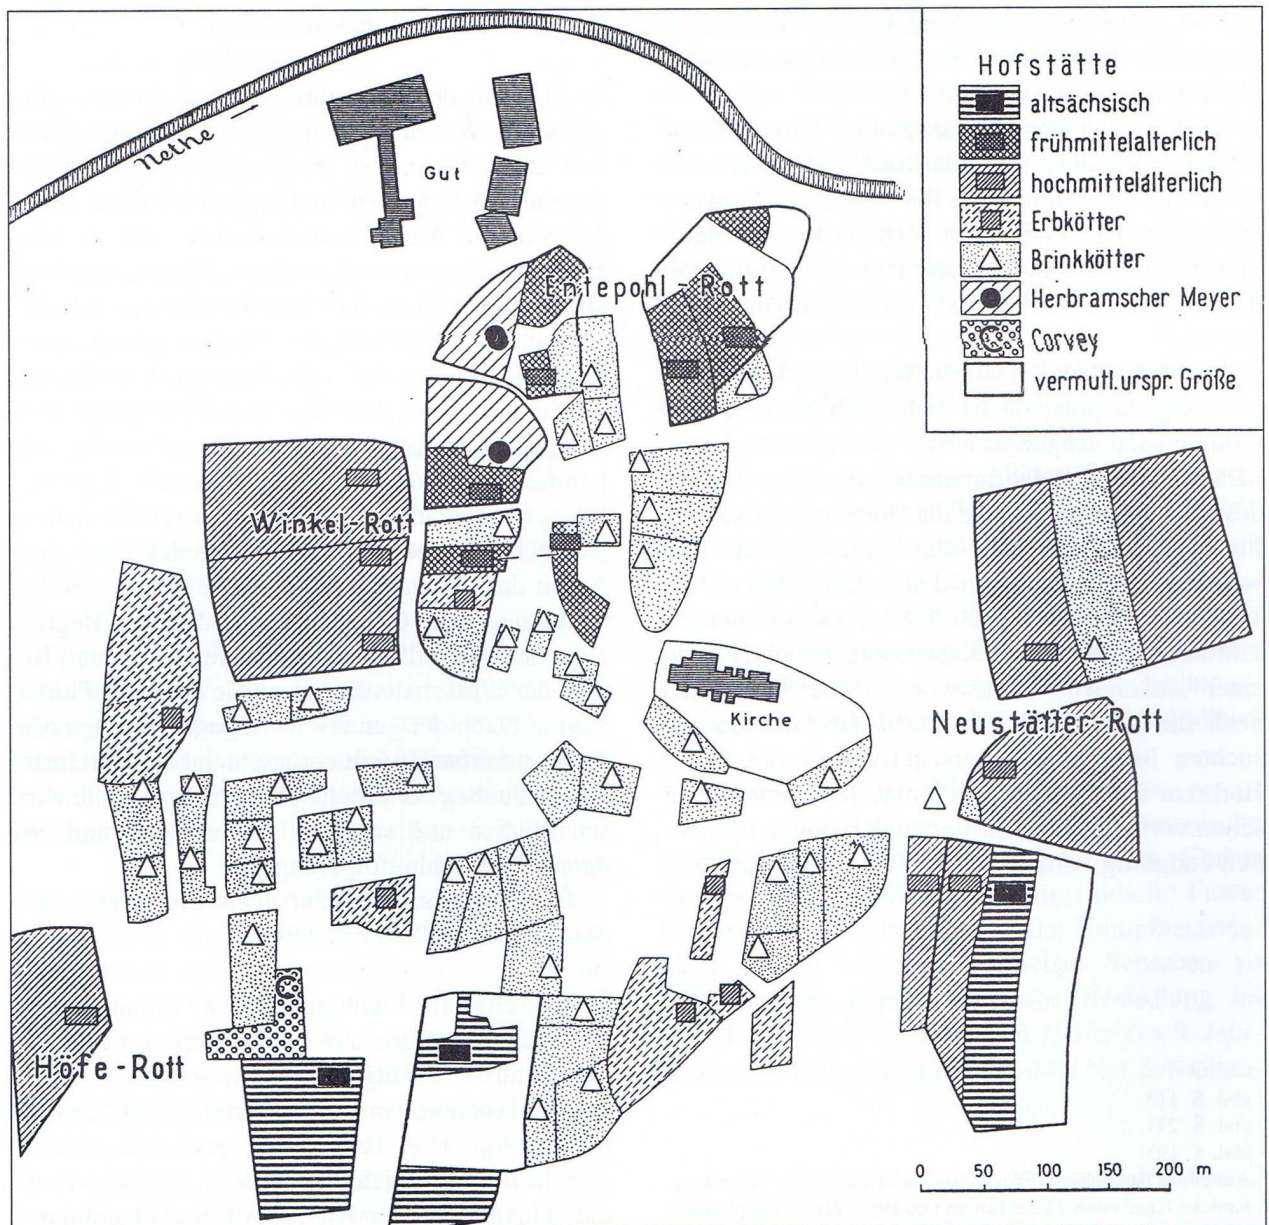 Hofstätte
altsächsisch
frühmittelalterlich
hochmittelälterlich
Erbkötter
Brinkkötter
Herbramscher Meyer
C Corvey
vermutl.urspr. Größe
Nethe
Gut
Entepohl-Rott
Winkel-Rott
Kirche
Neustätter-Rott
C
Höfe-Rott
0 50 100 150 200 m